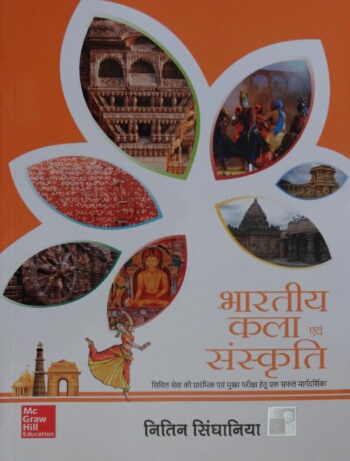 भारतीय
कला एवं
संस्कृति
सिविल सेवा की प्रारंभिक एवं मुख्य परीक्षा हेतु एक सफल मार्गदर्शिका
Mc
Graw
Hill
Education
नितिन सिंघानिया